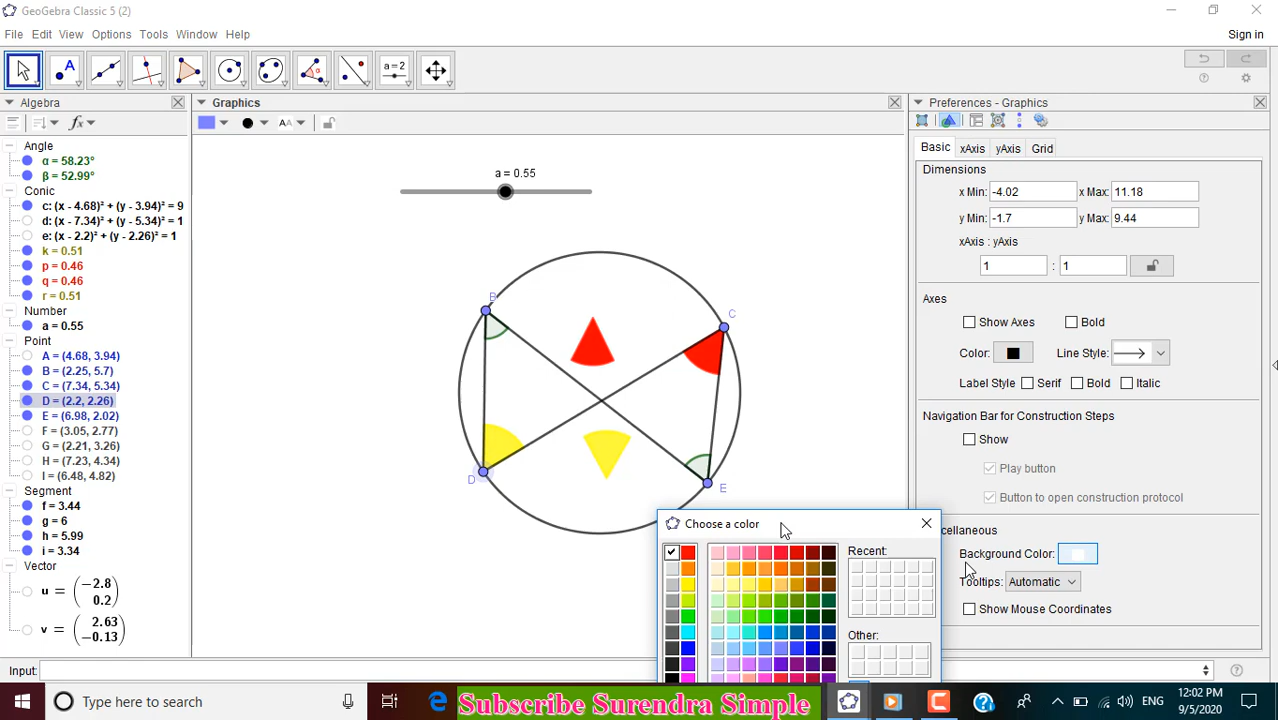 GeoGebra Classic 5 (2)
File Edit View Options Tools Window Help
Sign in
A
a = 2
Algebra
Graphics
Preferences - Graphics
fx
AA
Angle
α = 58.23°
β = 52.99°
Conic
c: (x - 4.68)² + (y - 3.94)² = 9
d: (x - 7.34)² + (y - 5.34)² = 1
e: (x - 2.2)² + (y - 2.26)² = 1
k = 0.51
p = 0.46
q = 0.46
r = 0.51
Number
a = 0.55
Point
A = (4.68, 3.94)
B = (2.25, 5.7)
C = (7.34, 5.34)
D = (2.2, 2.26)
E = (6.98, 2.02)
F = (3.05, 2.77)
G = (2.21, 3.26)
H = (7.23, 4.34)
I = (6.48, 4.82)
Segment
f = 3.44
g = 6
h = 5.99
i = 3.34
Vector
u = (-2.8
0.2)
v = (2.63
-0.13)
a = 0.55
B
C
D
E
Basic xAxis yAxis Grid
Dimensions
x Min: -4.02 x Max: 11.18
y Min: -1.7 y Max: 9.44
xAxis : yAxis
1 : 1
Axes
Show Axes Bold
Color: Line Style:
Label Style Serif Bold Italic
Navigation Bar for Construction Steps
Show
Play button
Button to open construction protocol
cellaneous
Background Color:
Tooltips: Automatic
Show Mouse Coordinates
Choose a color
Recent:
Other:
Input:
Type here to search
Subscribe Surendra Simple
ENG
12:02 PM
9/5/2020